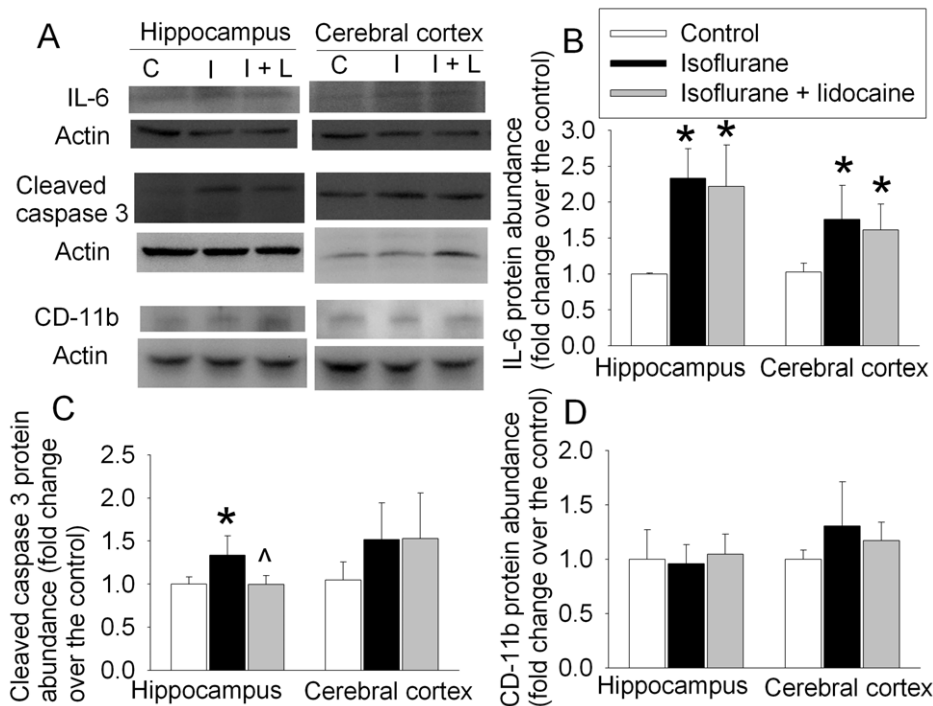 A
Hippocampus
Cerebral cortex
C I I + L
C I I + L
IL-6
Actin
Cleaved
caspase 3
Actin
CD-11b
Actin
B
Control
Isoflurane
Isoflurane + lidocaine
IL-6 protein abundance
(fold change over the control)
3.0
2.5
2.0
1.5
1.0
0.5
0.0
* * * *
Hippocampus Cerebral cortex
C
Cleaved caspase 3 protein
abundance (fold change
over the control)
2.5
2.0
1.5
1.0
0.5
0.0
* ^
Hippocampus Cerebral cortex
D
CD-11b protein abundance
(fold change over the control)
2.0
1.5
1.0
0.5
0.0
Hippocampus Cerebral cortex